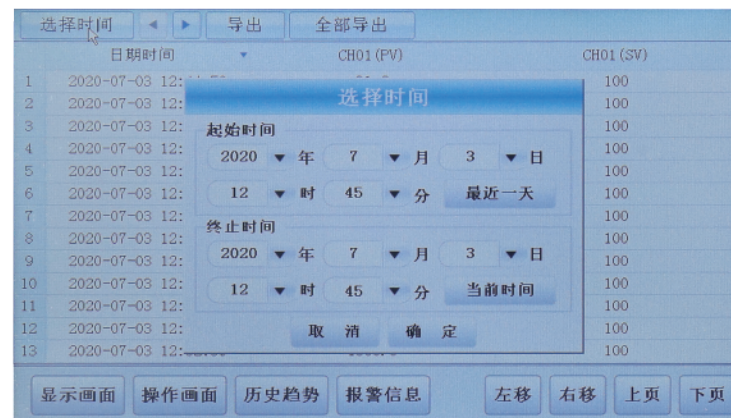 选择时间 ◀ ▶ 导出 全部导出
日期时间 ▼ CH01(PV) CH01(SV)
1 2020-07-03 12: 100
2 2020-07-03 12: 100
选择时间
3 2020-07-03 12: 100
起始时间
4 2020-07-03 12: 100
2020 ▼ 年 7 ▼ 月 3 ▼ 日
5 2020-07-03 12: 100
6 2020-07-03 12: 100
12 ▼ 时 45 ▼ 分 最近一天
7 2020-07-03 12: 100
终止时间
8 2020-07-03 12: 100
9 2020-07-03 12: 100
2020 ▼ 年 7 ▼ 月 3 ▼ 日
10 2020-07-03 12: 100
12 ▼ 时 45 ▼ 分 当前时间
11 2020-07-03 12: 100
12 2020-07-03 12: 100
取消 确定
13 2020-07-03 12: 100
显示画面 操作画面 历史趋势 报警信息 左移 右移 上页 下页